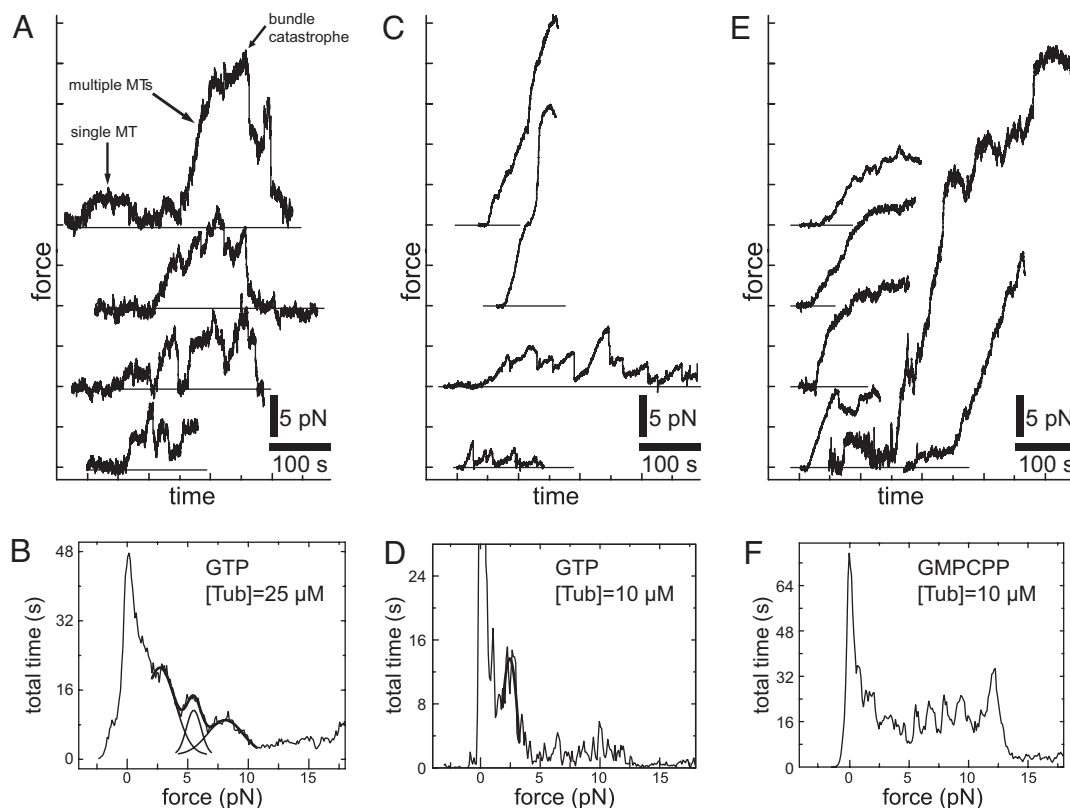 A
bundle
catastrophe
multiple MTs
single MT
force
5 pN
100 s
time
C
force
5 pN
100 s
time
E
force
5 pN
100 s
time
B
GTP
[Tub]=25 μM
total time (s)
48
32
16
0
0
5
10
15
force (pN)
D
GTP
[Tub]=10 μM
total time (s)
24
16
8
0
0
5
10
15
force (pN)
F
GMPCPP
[Tub]=10 μM
total time (s)
64
48
32
16
0
0
5
10
15
force (pN)